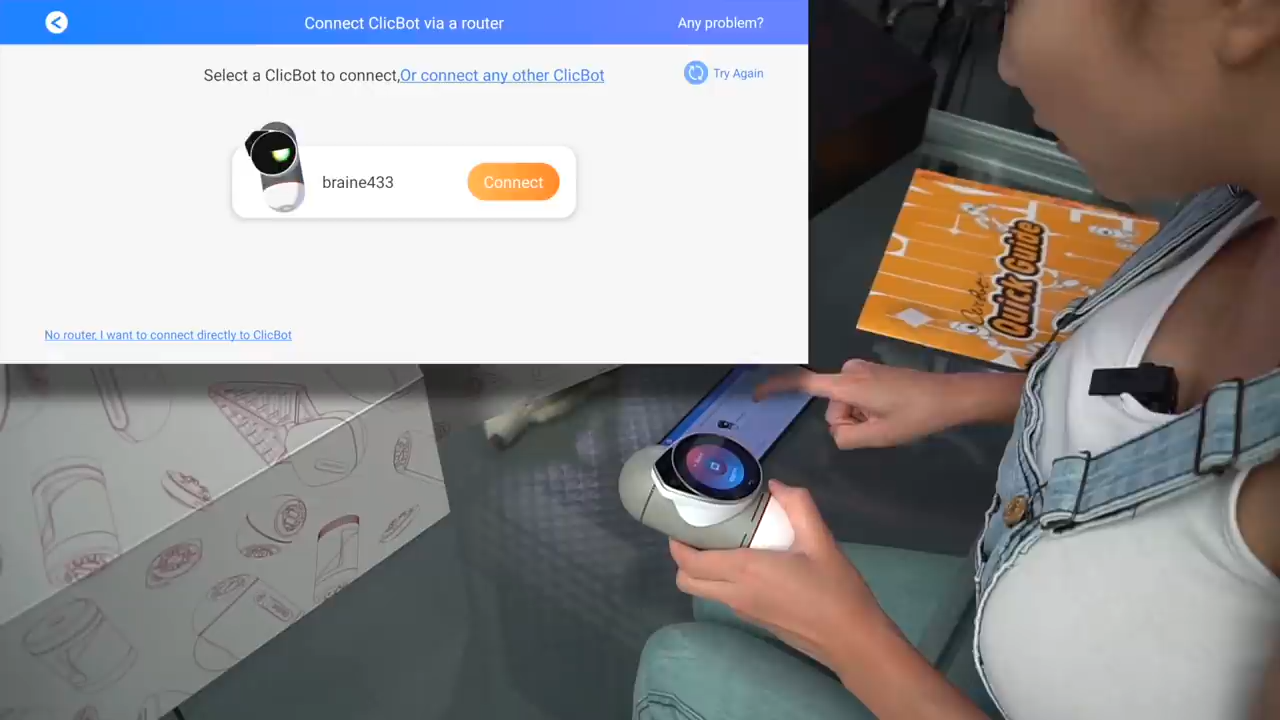 Connect ClicBot via a router
Any problem?
Select a ClicBot to connect,Or connect any other ClicBot
Try Again
braine433
Connect
No router, I want to connect directly to ClicBot
ClicBot
Quick Guide